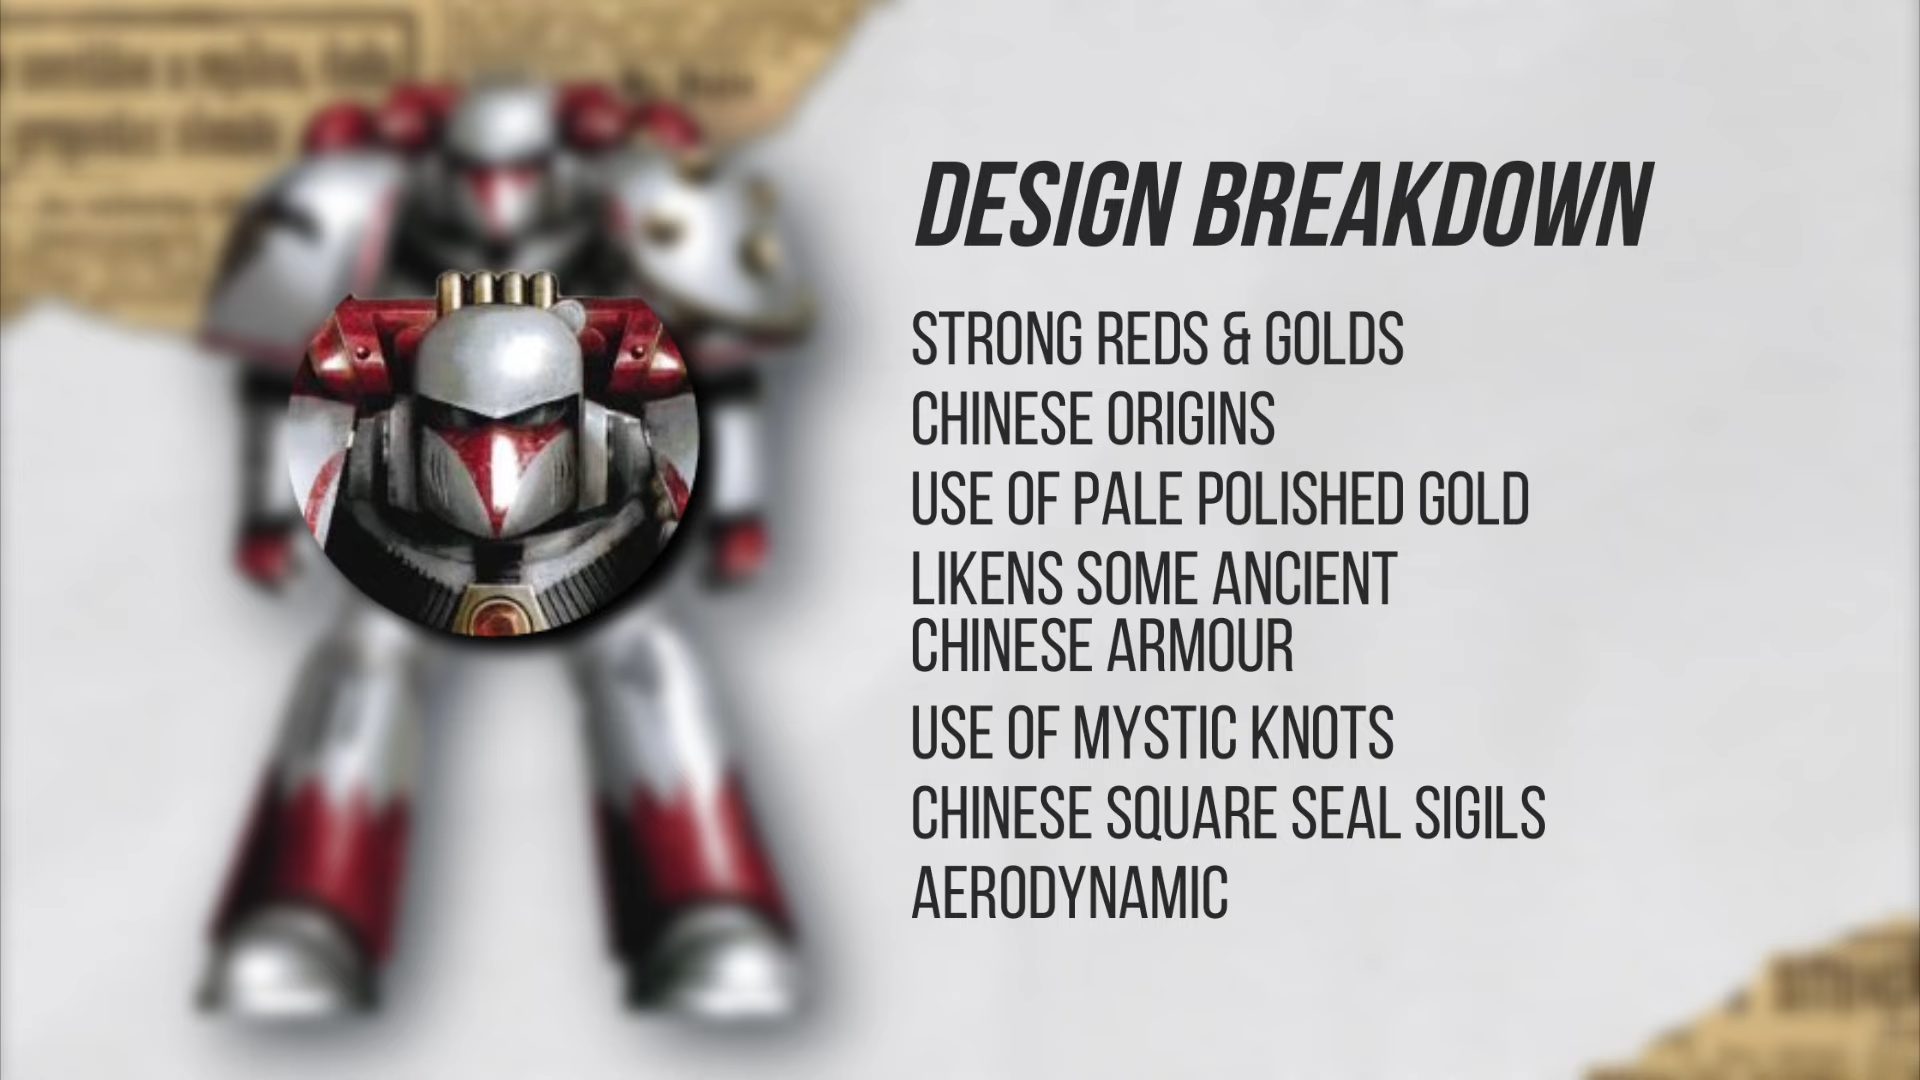 DESIGN BREAKDOWN
STRONG REDS & GOLDS
CHINESE ORIGINS
USE OF PALE POLISHED GOLD
LIKENS SOME ANCIENT
CHINESE ARMOUR
USE OF MYSTIC KNOTS
CHINESE SQUARE SEAL SIGILS
AERODYNAMIC